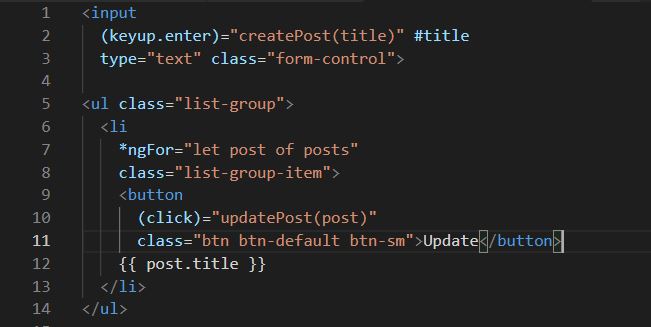 1 <input
2 (keyup.enter)="createPost(title)" #title
3 type="text" class="form-control">
4
5 <ul class="list-group">
6 <li
7 *ngFor="let post of posts"
8 class="list-group-item">
9 <button
10 (click)="updatePost(post)"
11 class="btn btn-default btn-sm">Update</button>
12 {{ post.title }}
13 </li>
14 </ul>